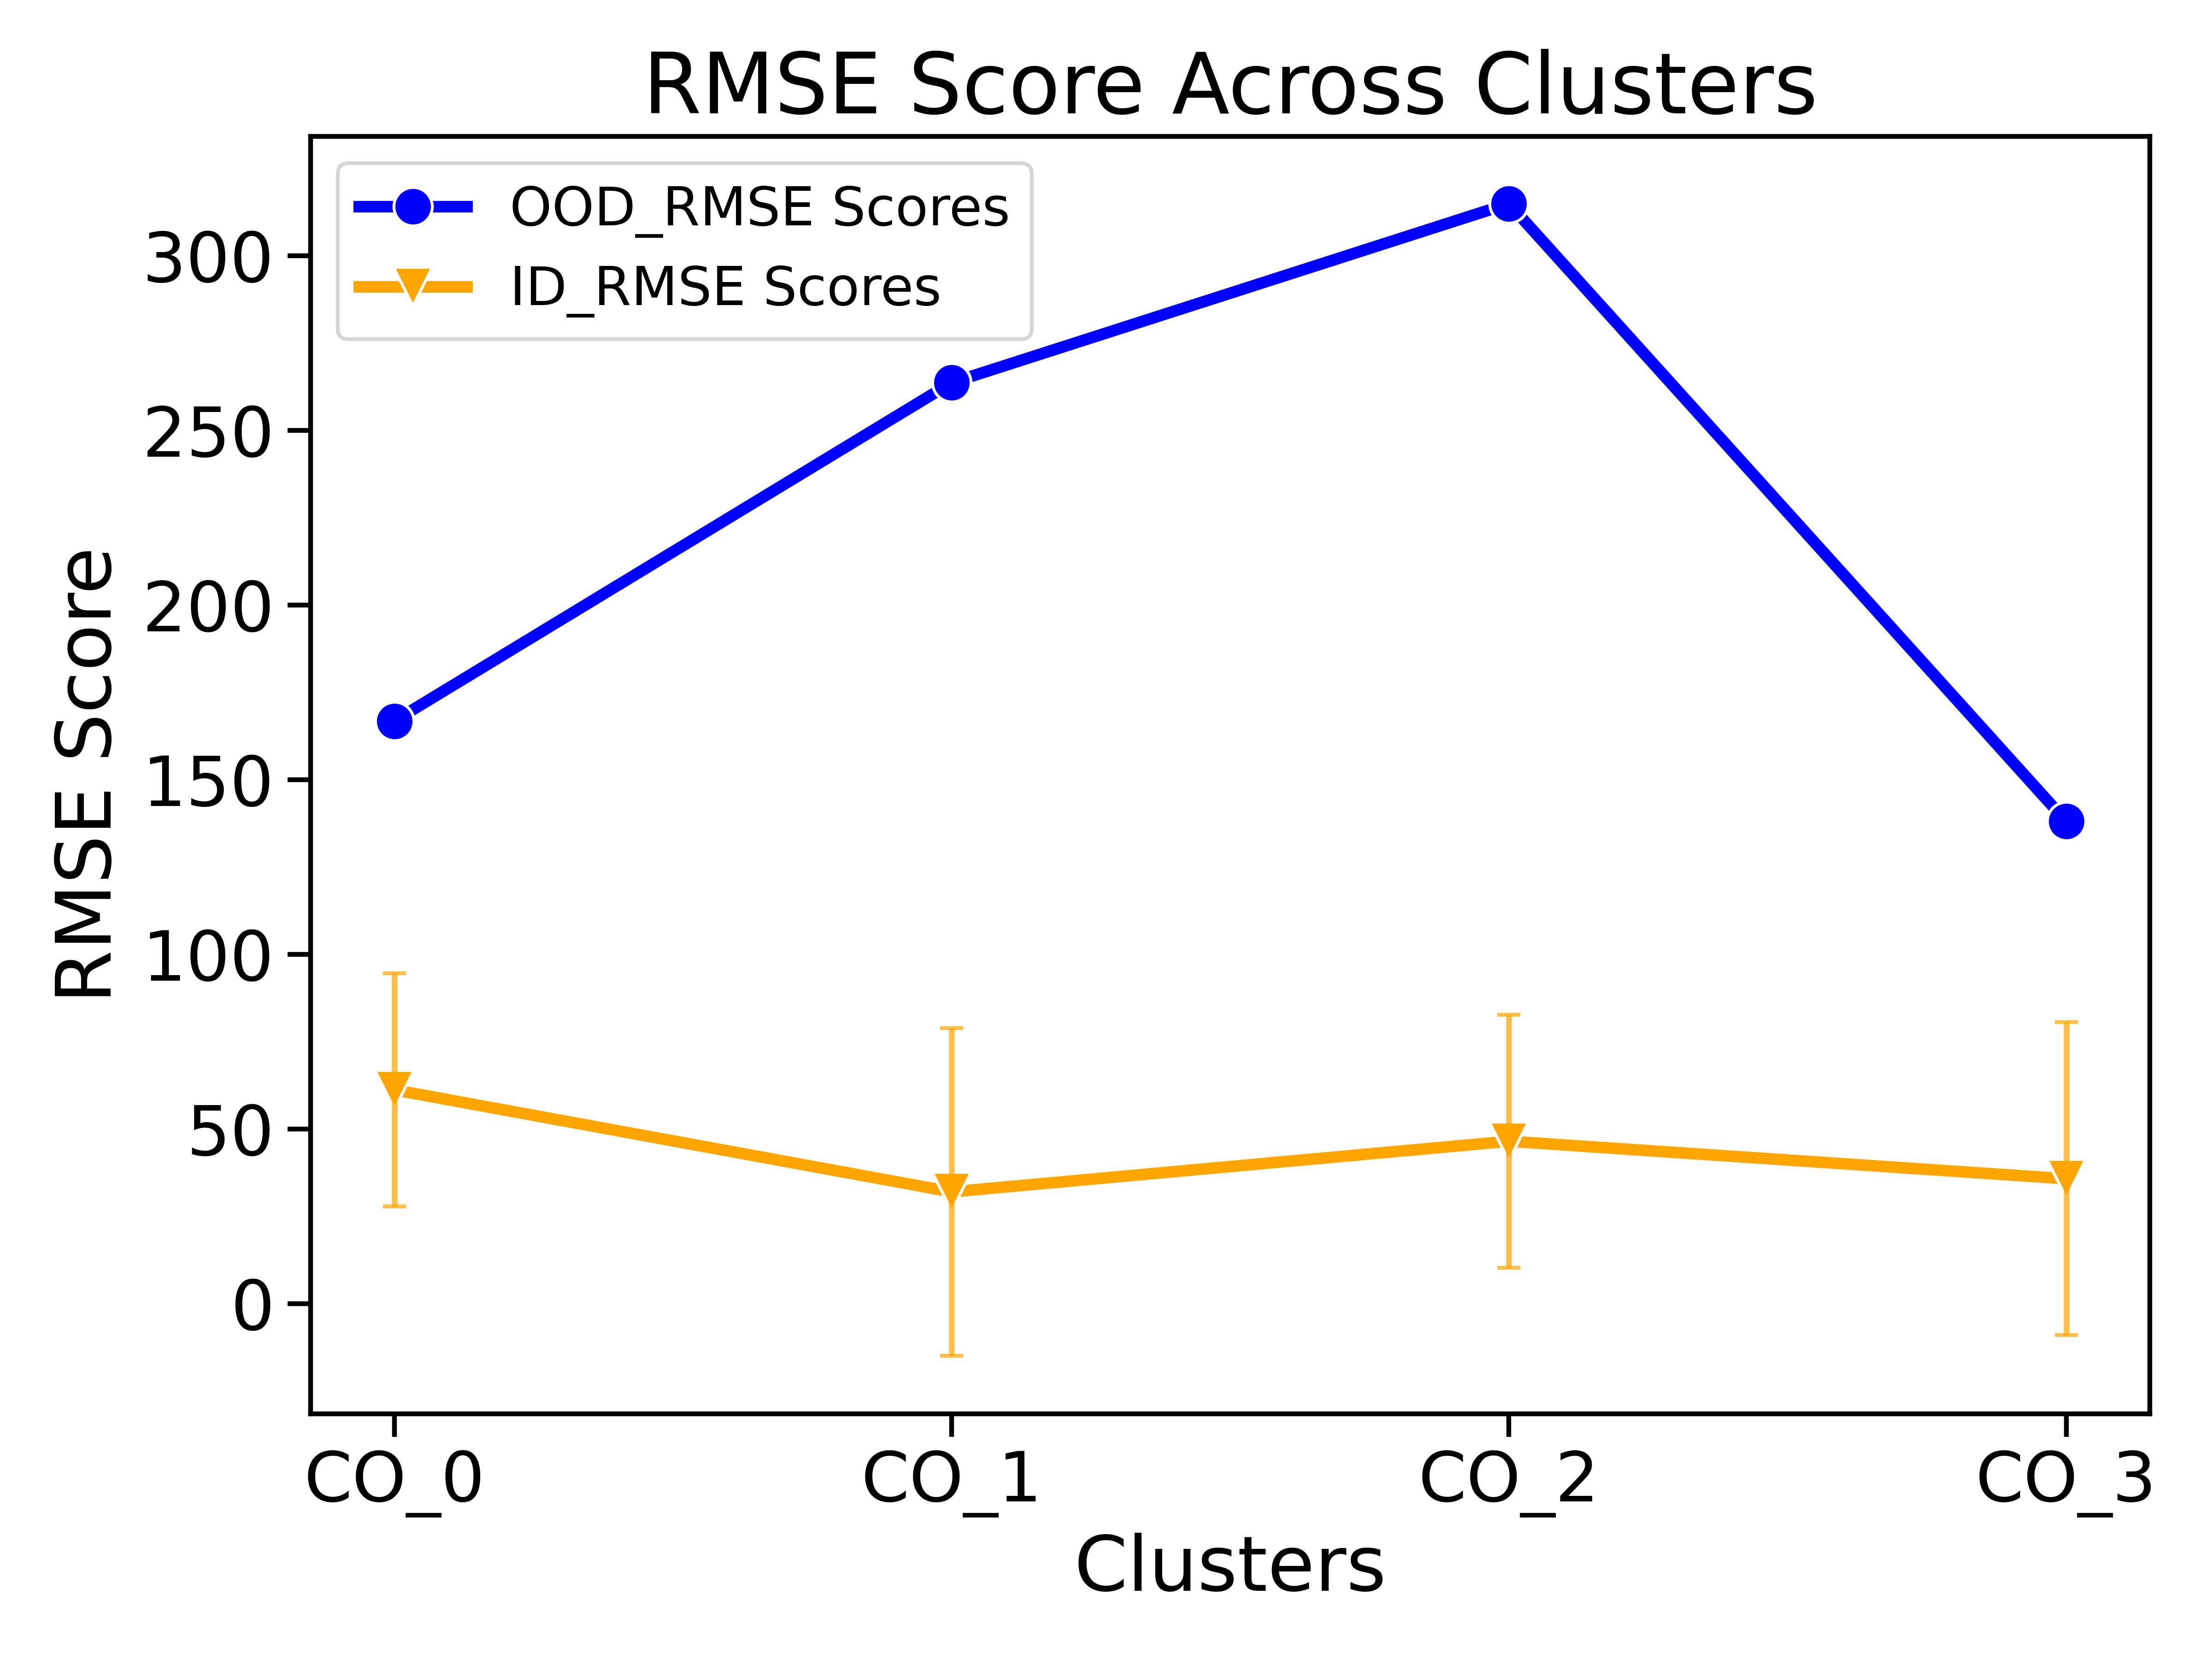 RMSE Score Across Clusters
OOD_RMSE Scores
ID_RMSE Scores
RMSE Score
300
250
200
150
100
50
0
CO_0 CO_1 CO_2 CO_3
Clusters